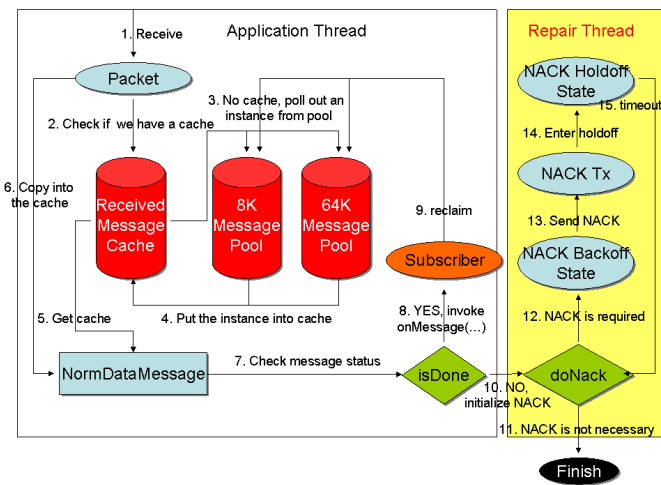 1. Receive
Application Thread
Repair Thread
Packet
NACK Holdoff
State
3. No cache, poll out an
instance from pool
15. timeout
2. Check if  we have a cache
14. Enter holdoff
6. Copy into
the cache
Received
Message
Cache
8K
Message
Pool
64K
Message
Pool
NACK Tx
9. reclaim
13. Send NACK
Subscriber
NACK Backoff
State
5. Get cache
4. Put the instance into cache
8. YES, invoke
onMessage(…)
12. NACK is required
7. Check message status
NormDataMessage
isDone
doNack
10. NO,
initialize NACK
11. NACK is not necessary
Finish